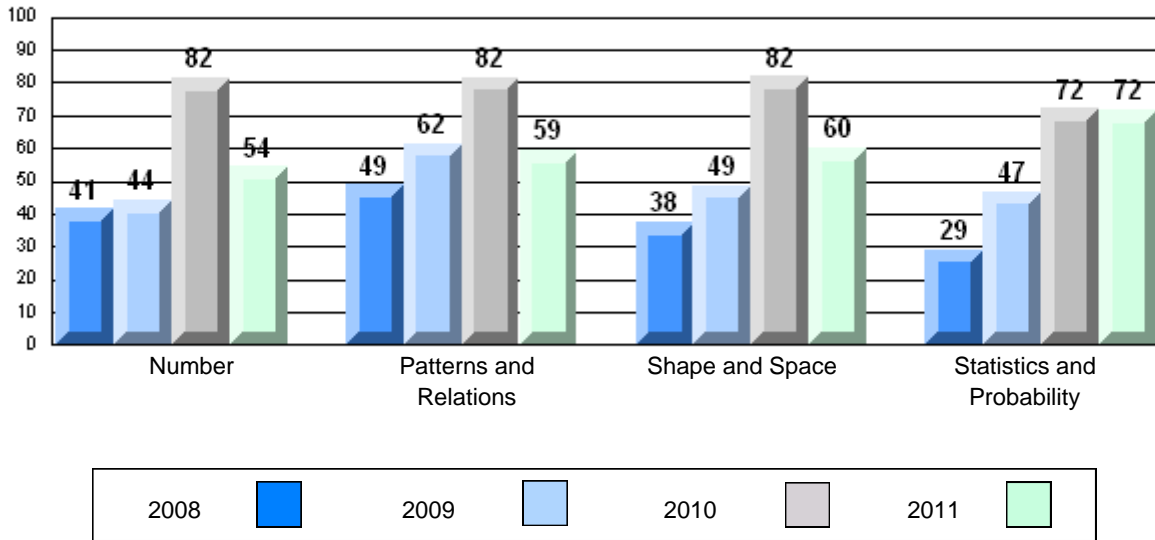 100
90
80
70
60
50
40
30
20
10
0
41 44 82 54
49 62 82 59
38 49 82 60
29 47 72 72
Number
Patterns and
Relations
Shape and Space
Statistics and
Probability
2008 2009 2010 2011